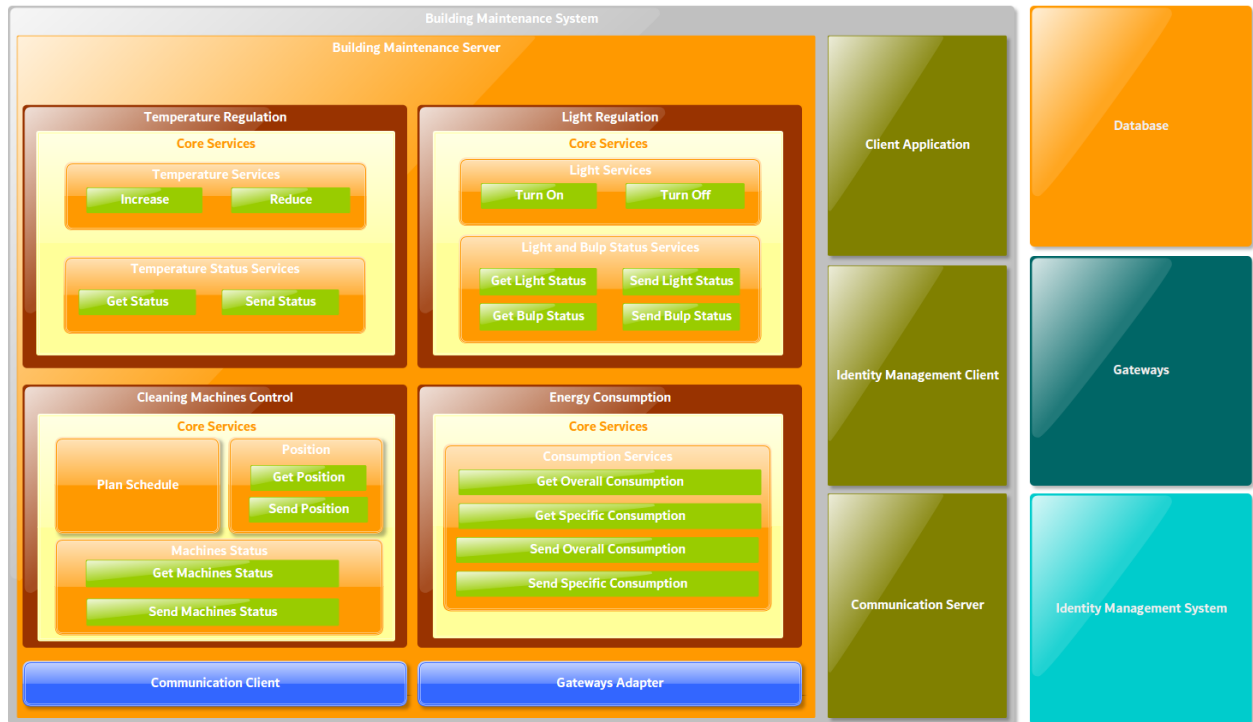 Building Maintenance System
Building Maintenance Server
Temperature Regulation
Core Services
Temperature Services
Increase
Reduce
Temperature Status Services
Get Status
Send Status
Light Regulation
Core Services
Light Services
Turn On
Turn Off
Light and Bulp Status Services
Get Light Status
Send Light Status
Get Bulp Status
Send Bulp Status
Cleaning Machines Control
Core Services
Plan Schedule
Position
Get Position
Send Position
Machines Status
Get Machines Status
Send Machines Status
Energy Consumption
Core Services
Consumption Services
Get Overall Consumption
Get Specific Consumption
Send Overall Consumption
Send Specific Consumption
Communication Client
Gateways Adapter
Client Application
Identity Management Client
Communication Server
Database
Gateways
Identity Management System